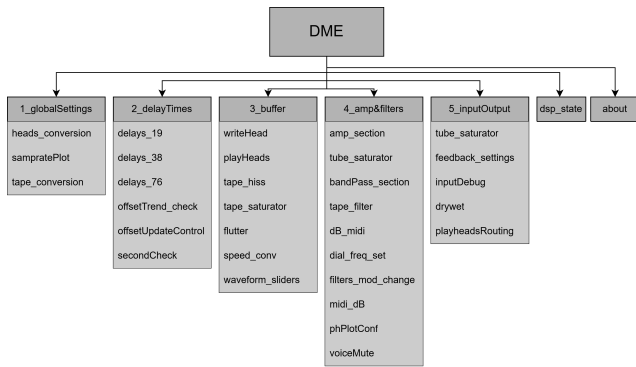 DME
1_globalSettings
heads_conversion
sampratePlot
tape_conversion
2_delayTimes
delays_19
delays_38
delays_76
offsetTrend_check
offsetUpdateControl
secondCheck
3_buffer
writeHead
playHeads
tape_hiss
tape_saturator
flutter
speed_conv
waveform_sliders
4_amp&filters
amp_section
tube_saturator
bandPass_section
tape_filter
dB_midi
dial_freq_set
filters_mod_change
midi_dB
phPlotConf
voiceMute
5_inputOutput
tube_saturator
feedback_settings
inputDebug
drywet
playheadsRouting
dsp_state
about